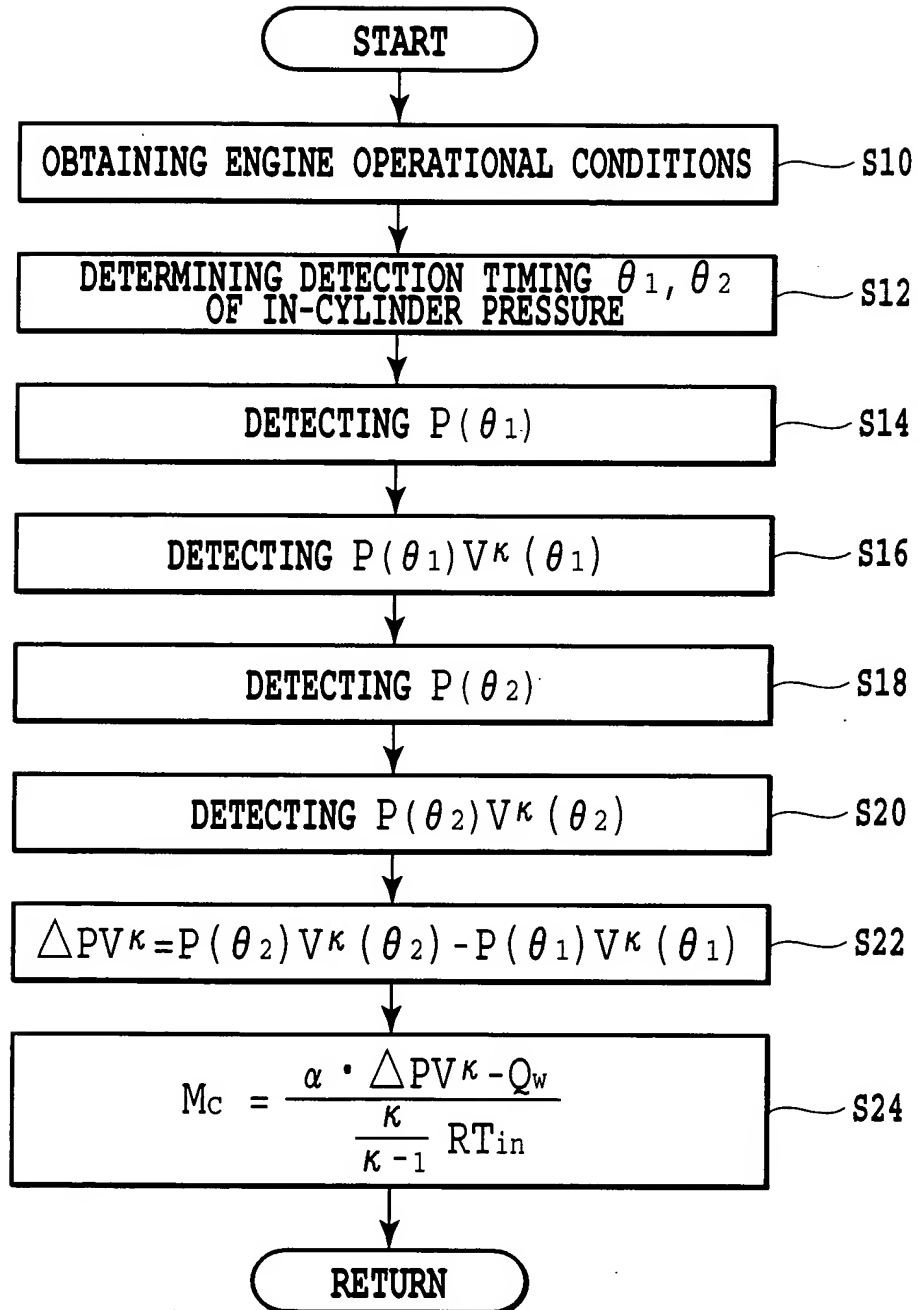 START
OBTAINING ENGINE OPERATIONAL CONDITIONS
S10
DETERMINING DETECTION TIMING θ1, θ2
OF IN-CYLINDER PRESSURE
S12
DETECTING P(θ1)
S14
DETECTING P(θ1)V^κ(θ1)
S16
DETECTING P(θ2)
S18
DETECTING P(θ2)V^κ(θ2)
S20
△PV^κ=P(θ2)V^κ(θ2)-P(θ1)V^κ(θ1)
S22
Mc = (α・△PV^κ-Qw)/((κ/(κ-1)) RTin)
S24
RETURN